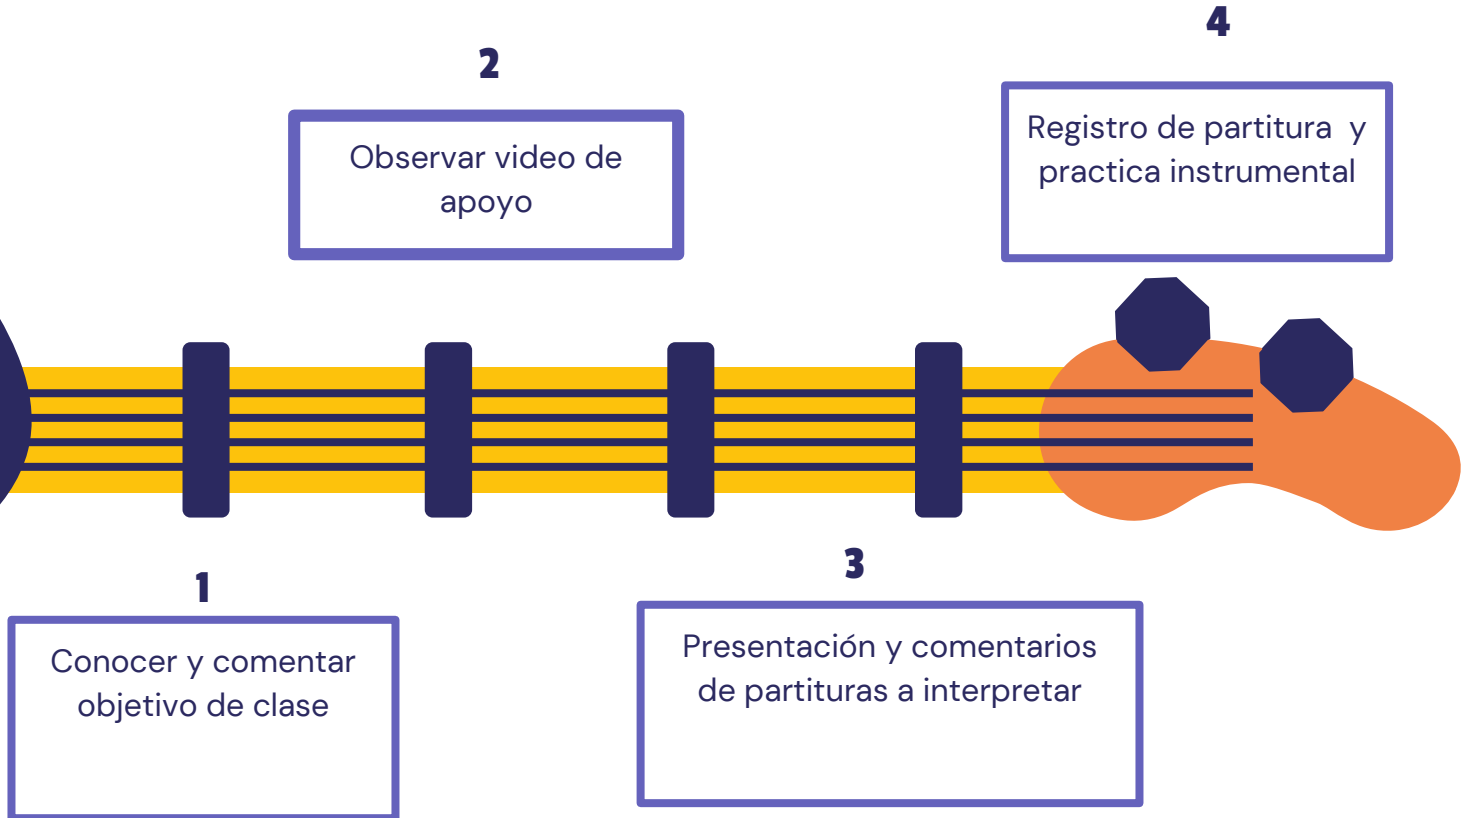 1
Conocer y comentar
objetivo de clase
2
Observar video de
apoyo
3
Presentación y comentarios
de partituras a interpretar
4
Registro de partitura y
practica instrumental